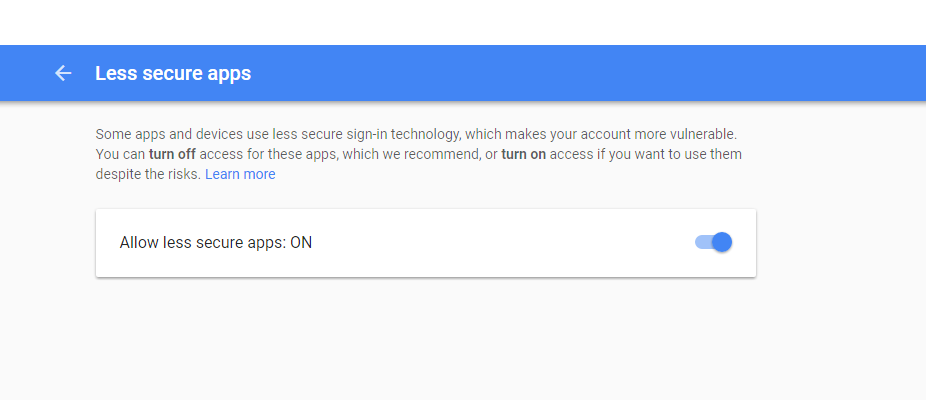 Less secure apps
Some apps and devices use less secure sign-in technology, which makes your account more vulnerable.
You can turn off access for these apps, which we recommend, or turn on access if you want to use them
despite the risks. Learn more
Allow less secure apps: ON